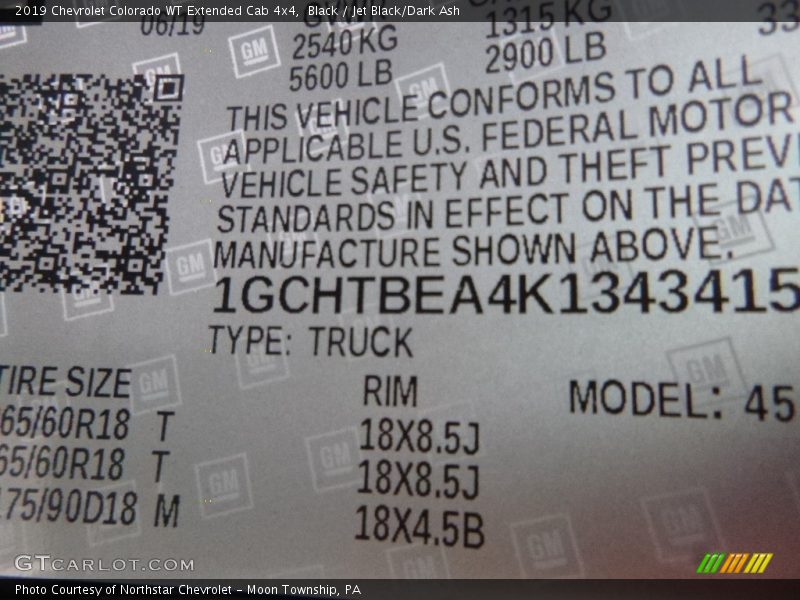 2019 Chevrolet Colorado WT Extended Cab 4x4, Black / Jet Black/Dark Ash
06/19 GVWR
2540 KG 1315 KG 33
5600 LB 2900 LB
THIS VEHICLE CONFORMS TO ALL
APPLICABLE U.S. FEDERAL MOTOR
VEHICLE SAFETY AND THEFT PREV
STANDARDS IN EFFECT ON THE DAT
MANUFACTURE SHOWN ABOVE.
1GCHTBEA4K1343415
TYPE: TRUCK
TIRE SIZE RIM MODEL: 45
65/60R18 T 18X8.5J
65/60R18 T 18X8.5J
175/90D18 M 18X4.5B
GM
GTCARLOT.COM
Photo Courtesy of Northstar Chevrolet – Moon Township, PA